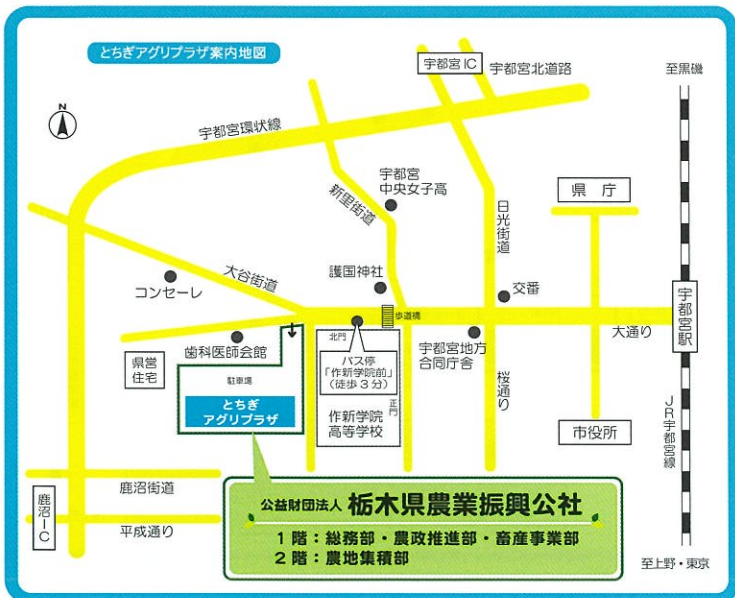 とちぎアグリプラザ案内地図
N
宇都宮IC
宇都宮北道路
至黒磯
宇都宮環状線
宇都宮
中央女子高
新里街道
日光街道
県庁
大谷街道
コンセーレ
護国神社
交番
歩道橋
宇都宮駅
大通り
歯科医師会館
北門
バス停
「作新学院前」
(徒歩3分)
宇都宮地方
合同庁舎
県営
住宅
駐車場
とちぎ
アグリプラザ
作新学院
高等学校
正門
桜通り
市役所
JR宇都宮線
鹿沼街道
鹿沼IC
平成通り
公益財団法人 栃木県農業振興公社
1階：総務部・農政推進部・畜産事業部
2階：農地集積部
至上野・東京